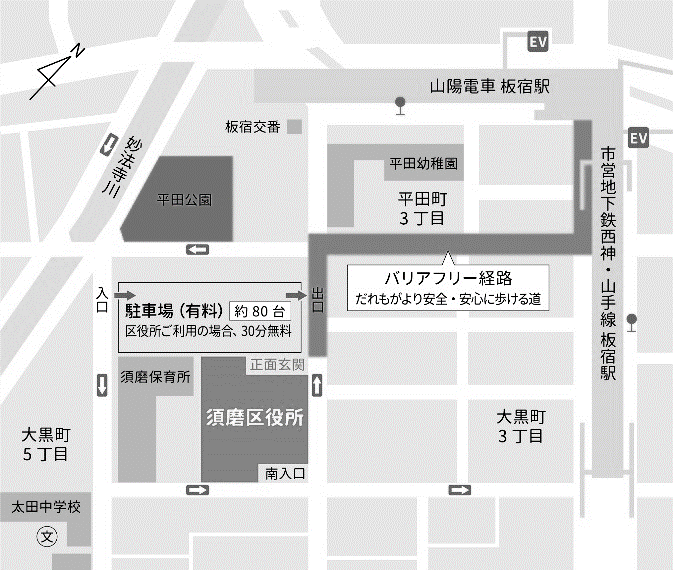 N
EV
山陽電車 板宿駅
板宿交番
EV
妙法寺川
平田幼稚園
市営地下鉄西神・山手線 板宿駅
平田公園
平田町
3丁目
バリアフリー経路
だれもがより安全・安心に歩ける道
入口
出口
駐車場（有料） 約80台
区役所ご利用の場合、30分無料
正面玄関
須磨保育所
須磨区役所
大黒町
3丁目
大黒町
5丁目
南入口
太田中学校
文